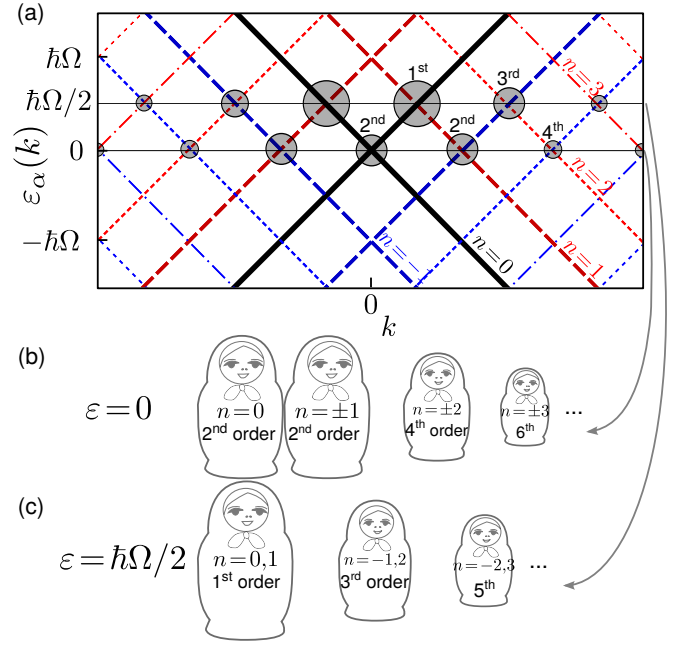 (a)
ħΩ
ħΩ/2
0
−ħΩ
εα(k)
1st
3rd
n=3
2nd
2nd
4th
n=2
n=−
n=0
n=1
0
k
(b)
ε=0
n=0
2nd order
n=±1
2nd order
n=±2
4th order
n=±3
6th
...
(c)
ε=ħΩ/2
n=0,1
1st order
n=−1,2
3rd order
n=−2,3
5th
...